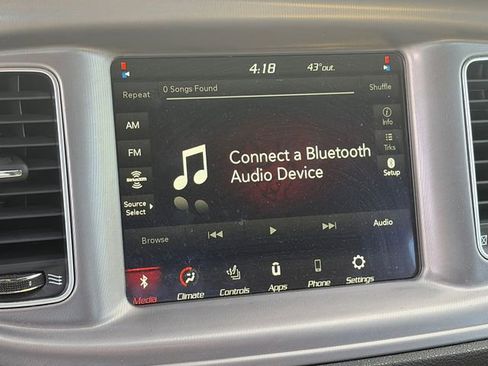 4:18
43°out.
Repeat
0 Songs Found
Shuffle
AM
Info
FM
Connect a Bluetooth
Audio Device
Trks
SiriusXM
Setup
Source
Select
Browse
Audio
Media
Climate
Controls
Apps
Phone
Settings